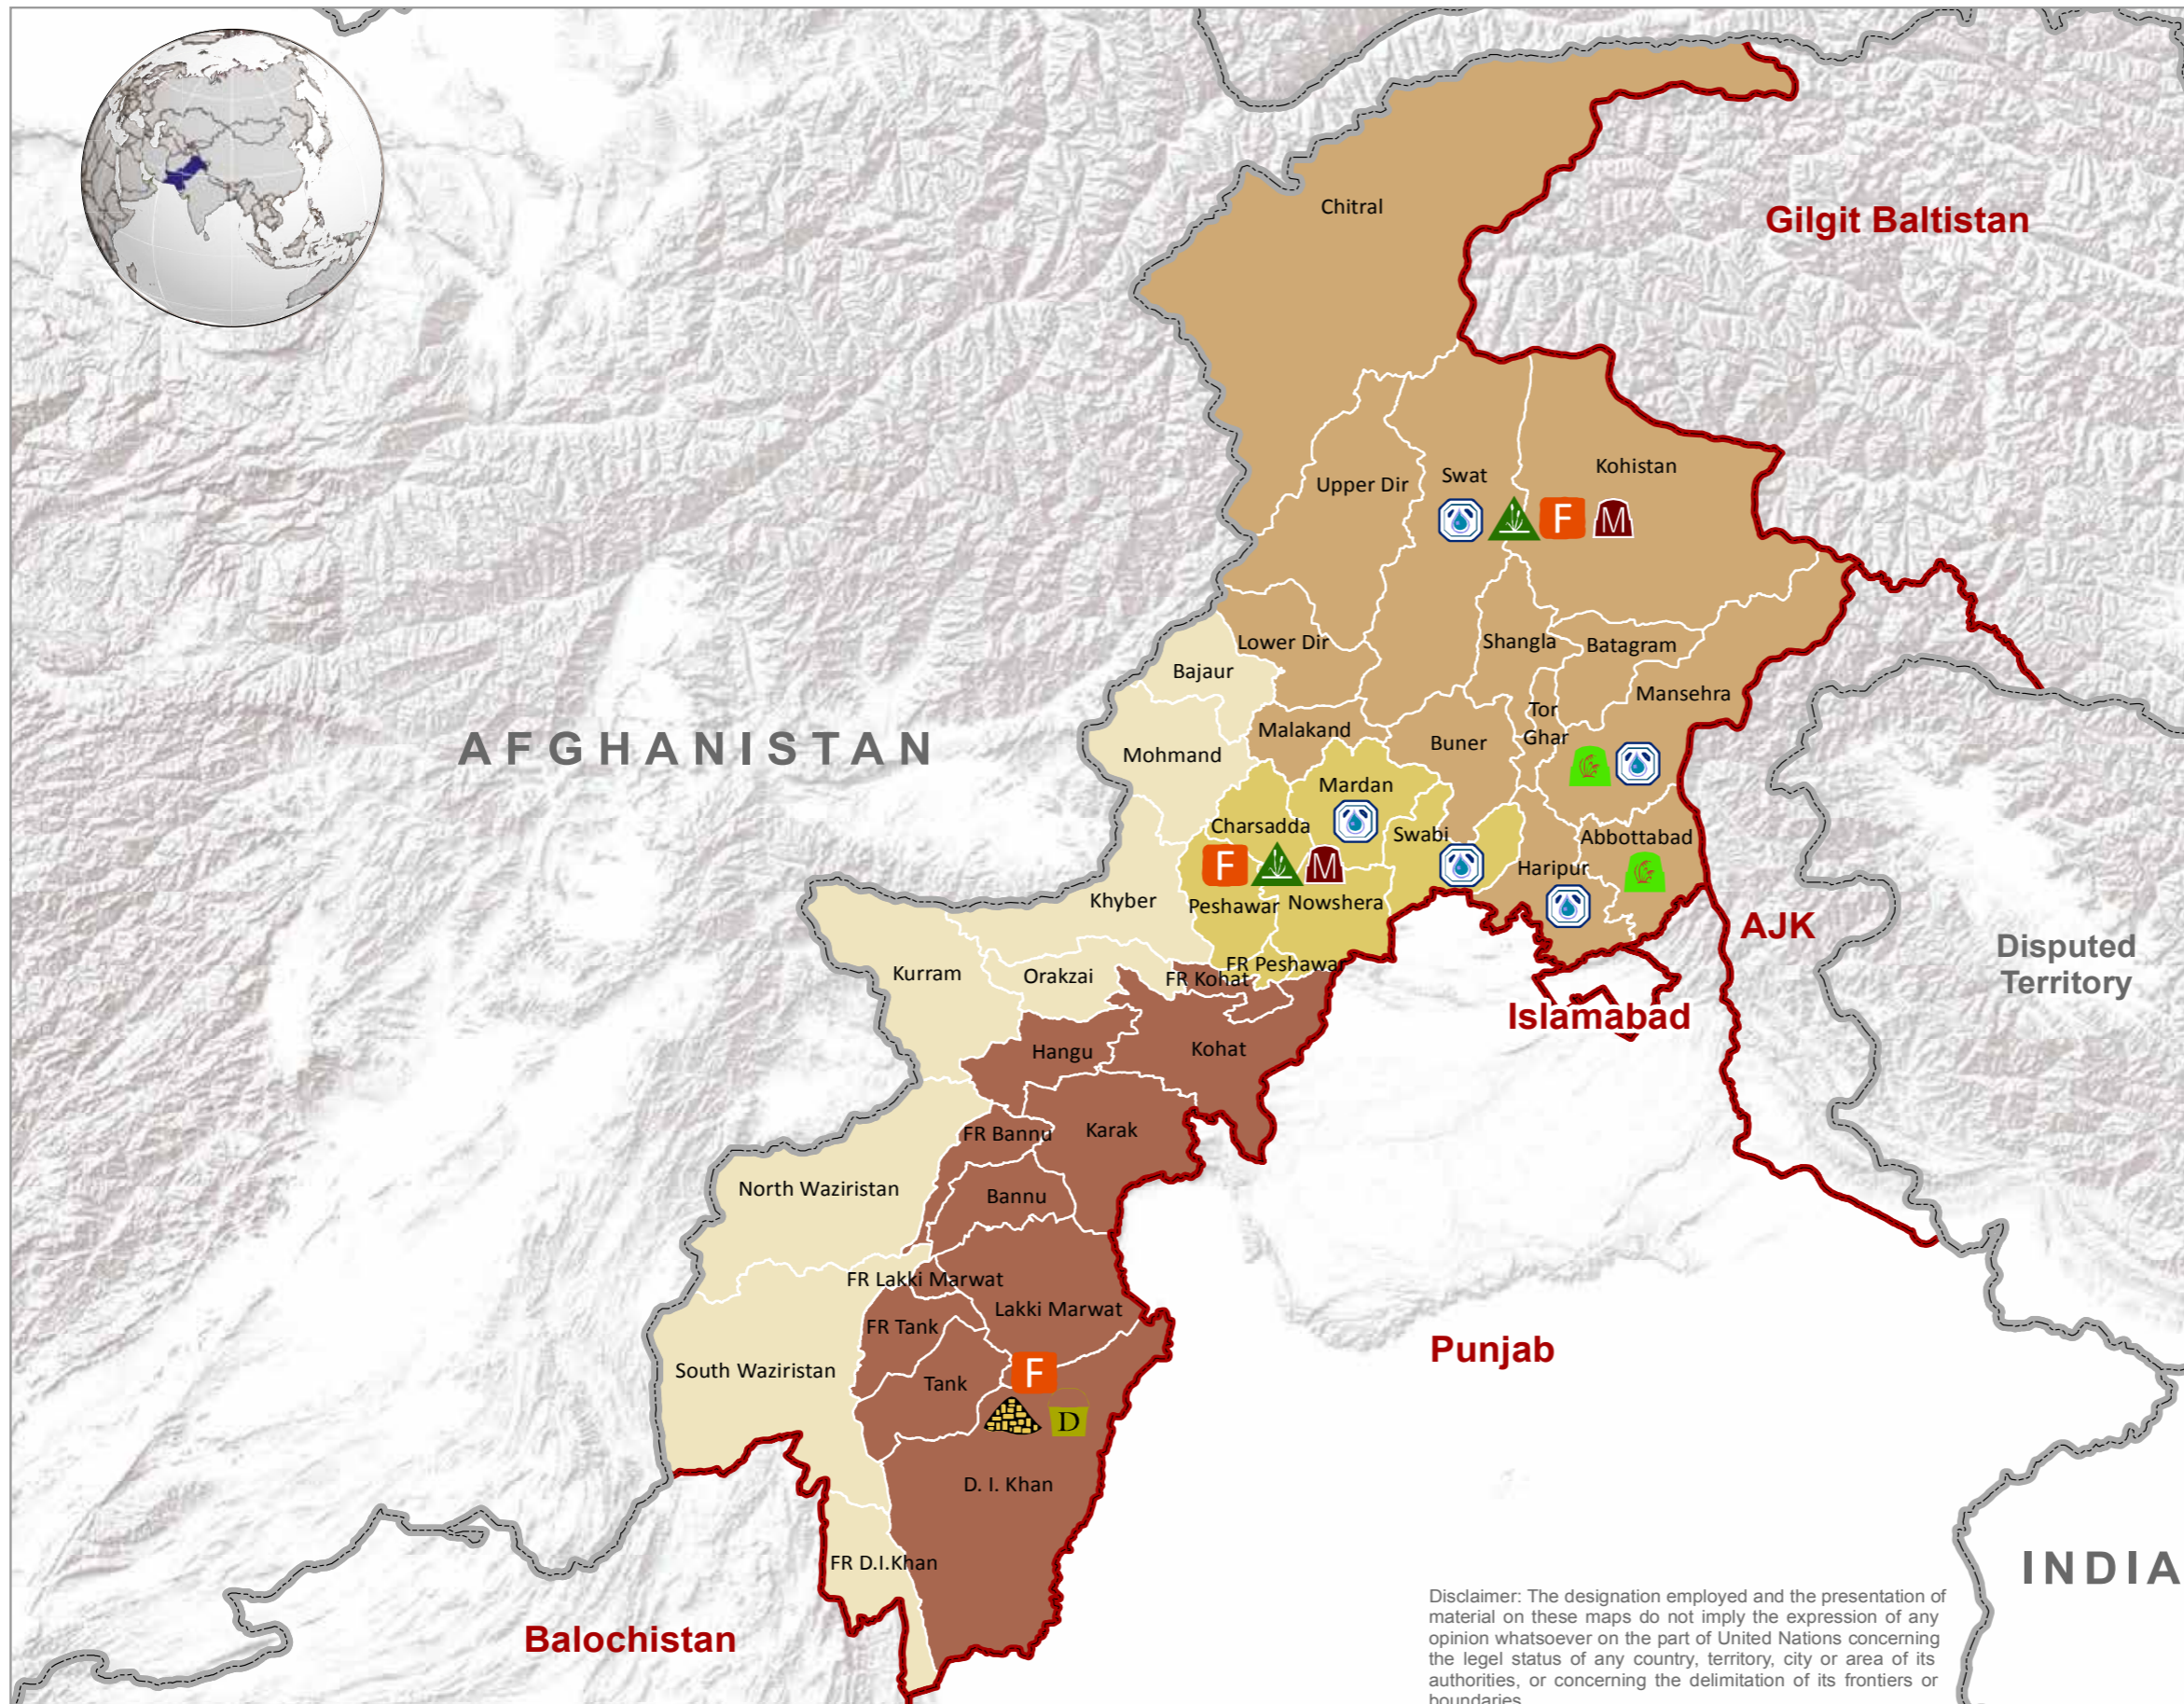 Chitral
Gilgit Baltistan
Kohistan
Swat
Upper Dir
F
M
Lower Dir
Shangla
Batagram
Bajaur
Mansehra
Tor
Ghar
Malakand
Buner
AFGHANISTAN
Mohmand
Mardan
Charsadda
Swabi
Abbottabad
F
M
Haripur
Khyber
Peshawar
Nowshera
AJK
Disputed
Territory
FR Peshawar
Kurram
Orakzai
FR Kohat
Islamabad
Hangu
Kohat
FR Bannu
Karak
North Waziristan
Bannu
FR Lakki Marwat
Lakki Marwat
FR Tank
Punjab
South Waziristan
Tank
F
D
D. I. Khan
FR D.I.Khan
INDIA
Balochistan
Disclaimer: The designation employed and the presentation of
material on these maps do not imply the expression of any
opinion whatsoever on the part of United Nations concerning
the legel status of any country, territory, city or area of its
authorities, or concerning the delimitation of its frontiers or
boundaries